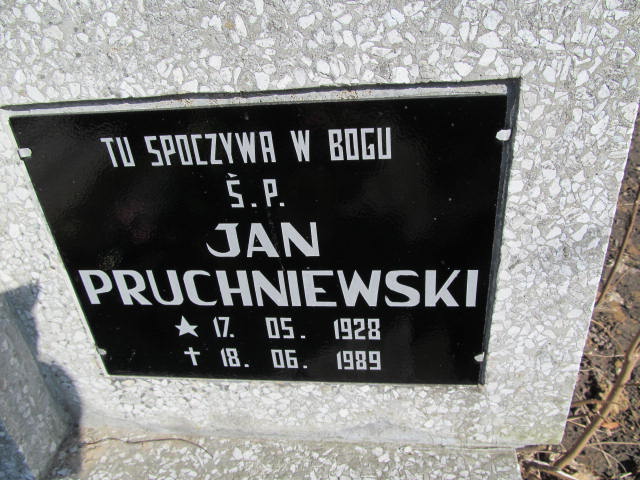 TU SPOCZYWA W BOGU
Ś.P.
JAN
PRUCHNIEWSKI
★ 17. 05. 1928
✝ 18. 06. 1989